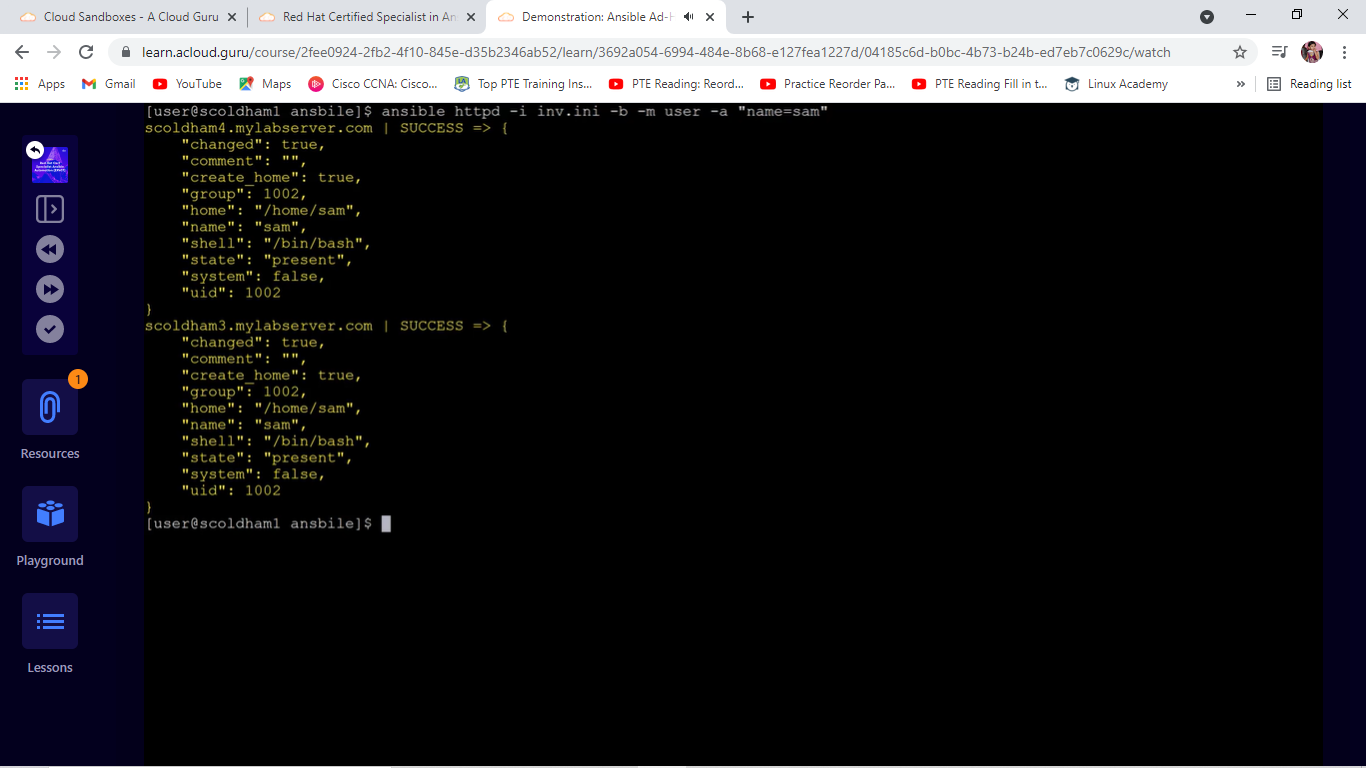 Cloud Sandboxes - A Cloud Guru
Red Hat Certified Specialist in An
Demonstration: Ansible Ad-H
learn.acloud.guru/course/2fee0924-2fb2-4f10-845e-d35b2346ab52/learn/3692a054-6994-484e-8b68-e127fea1227d/04185c6d-b0bc-4b73-b24b-ed7eb7c0629c/watch
Apps Gmail YouTube Maps Cisco CCNA: Cisco... Top PTE Training Ins... PTE Reading: Reord... Practice Reorder Pa... PTE Reading Fill in t... Linux Academy » Reading list
[user@scoldham1 ansbile]$ ansible httpd -i inv.ini -b -m user -a "name=sam"
scoldham4.mylabserver.com | SUCCESS => {
"changed": true,
"comment": "",
"create_home": true,
"group": 1002,
"home": "/home/sam",
"name": "sam",
"shell": "/bin/bash",
"state": "present",
"system": false,
"uid": 1002
}
scoldham3.mylabserver.com | SUCCESS => {
"changed": true,
"comment": "",
"create_home": true,
"group": 1002,
"home": "/home/sam",
"name": "sam",
"shell": "/bin/bash",
"state": "present",
"system": false,
"uid": 1002
}
[user@scoldham1 ansbile]$
1
Resources
Playground
Lessons